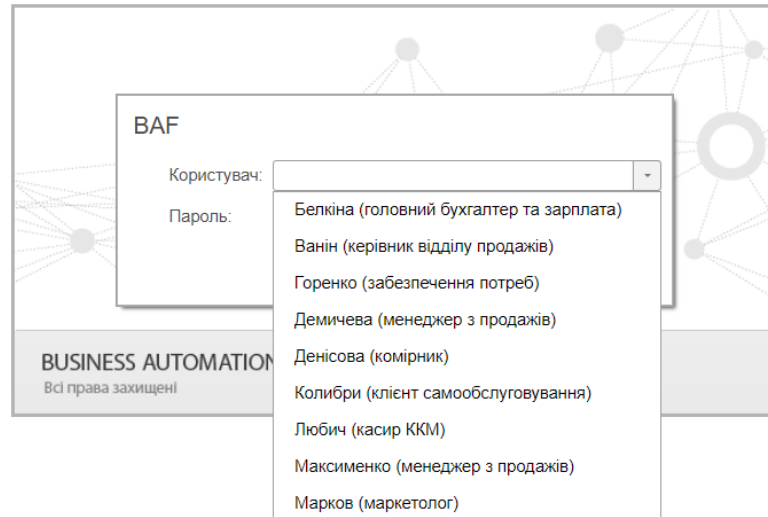 BAF
Користувач:
Пароль:
Белкіна (головний бухгалтер та зарплата)
Ванін (керівник відділу продажів)
Горенко (забезпечення потреб)
Демичева (менеджер з продажів)
Денісова (комірник)
Колибри (клієнт самообслуговування)
Любич (касир ККМ)
Максименко (менеджер з продажів)
Марков (маркетолог)
BUSINESS AUTOMATION
Всі права захищені